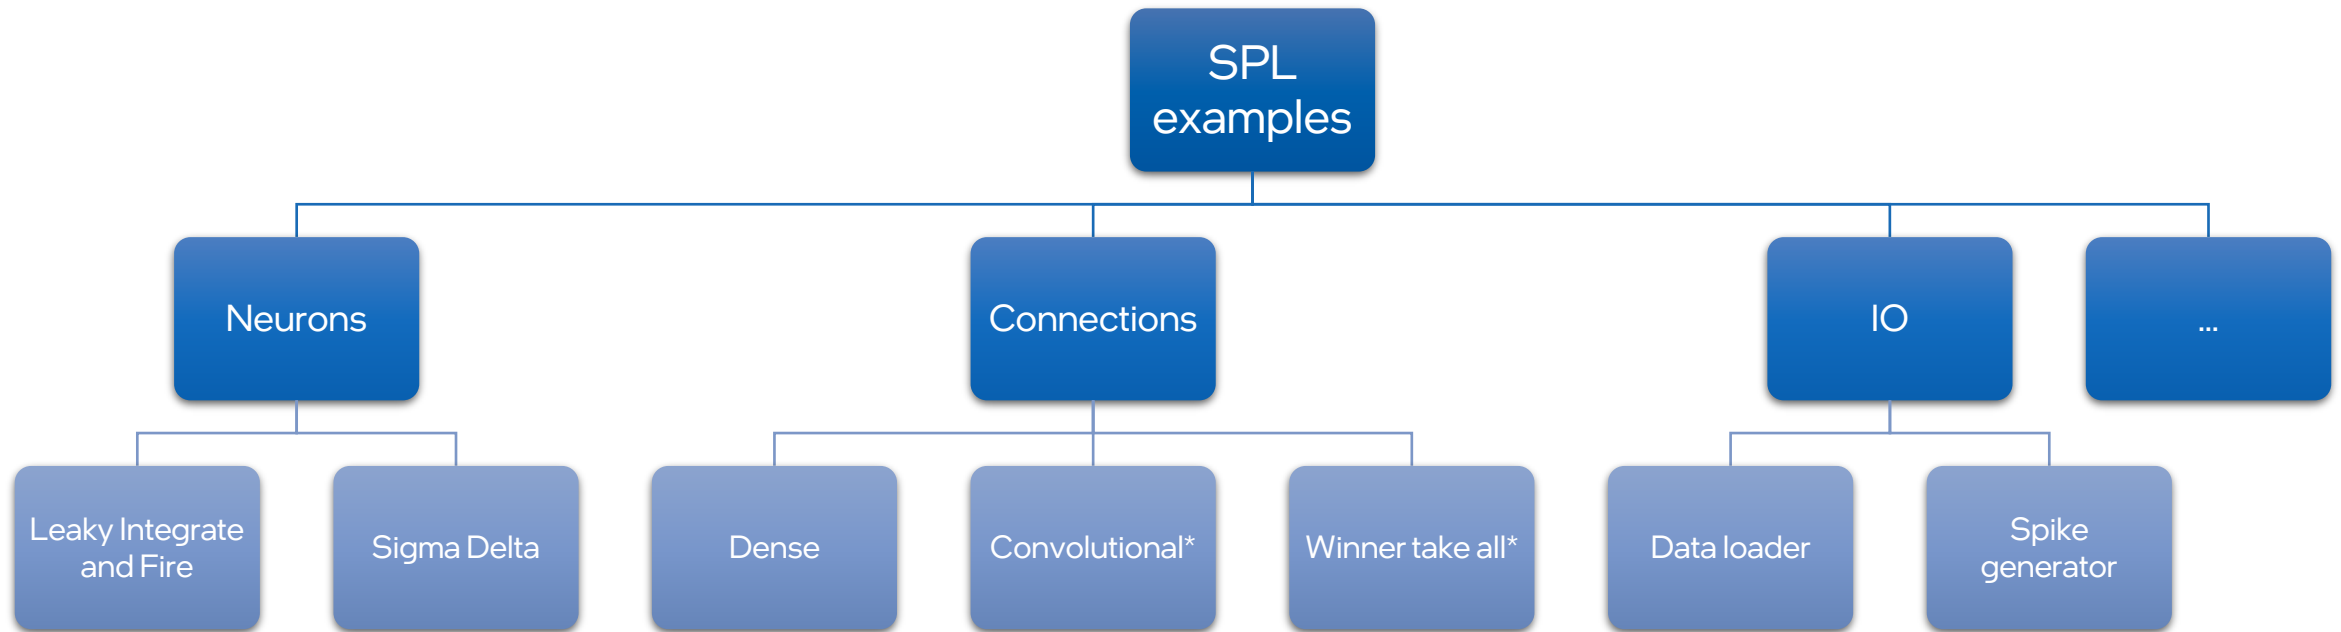 SPL
examples
Neurons
Connections
IO
...
Leaky Integrate
and Fire
Sigma Delta
Dense
Convolutional*
Winner take all*
Data loader
Spike
generator